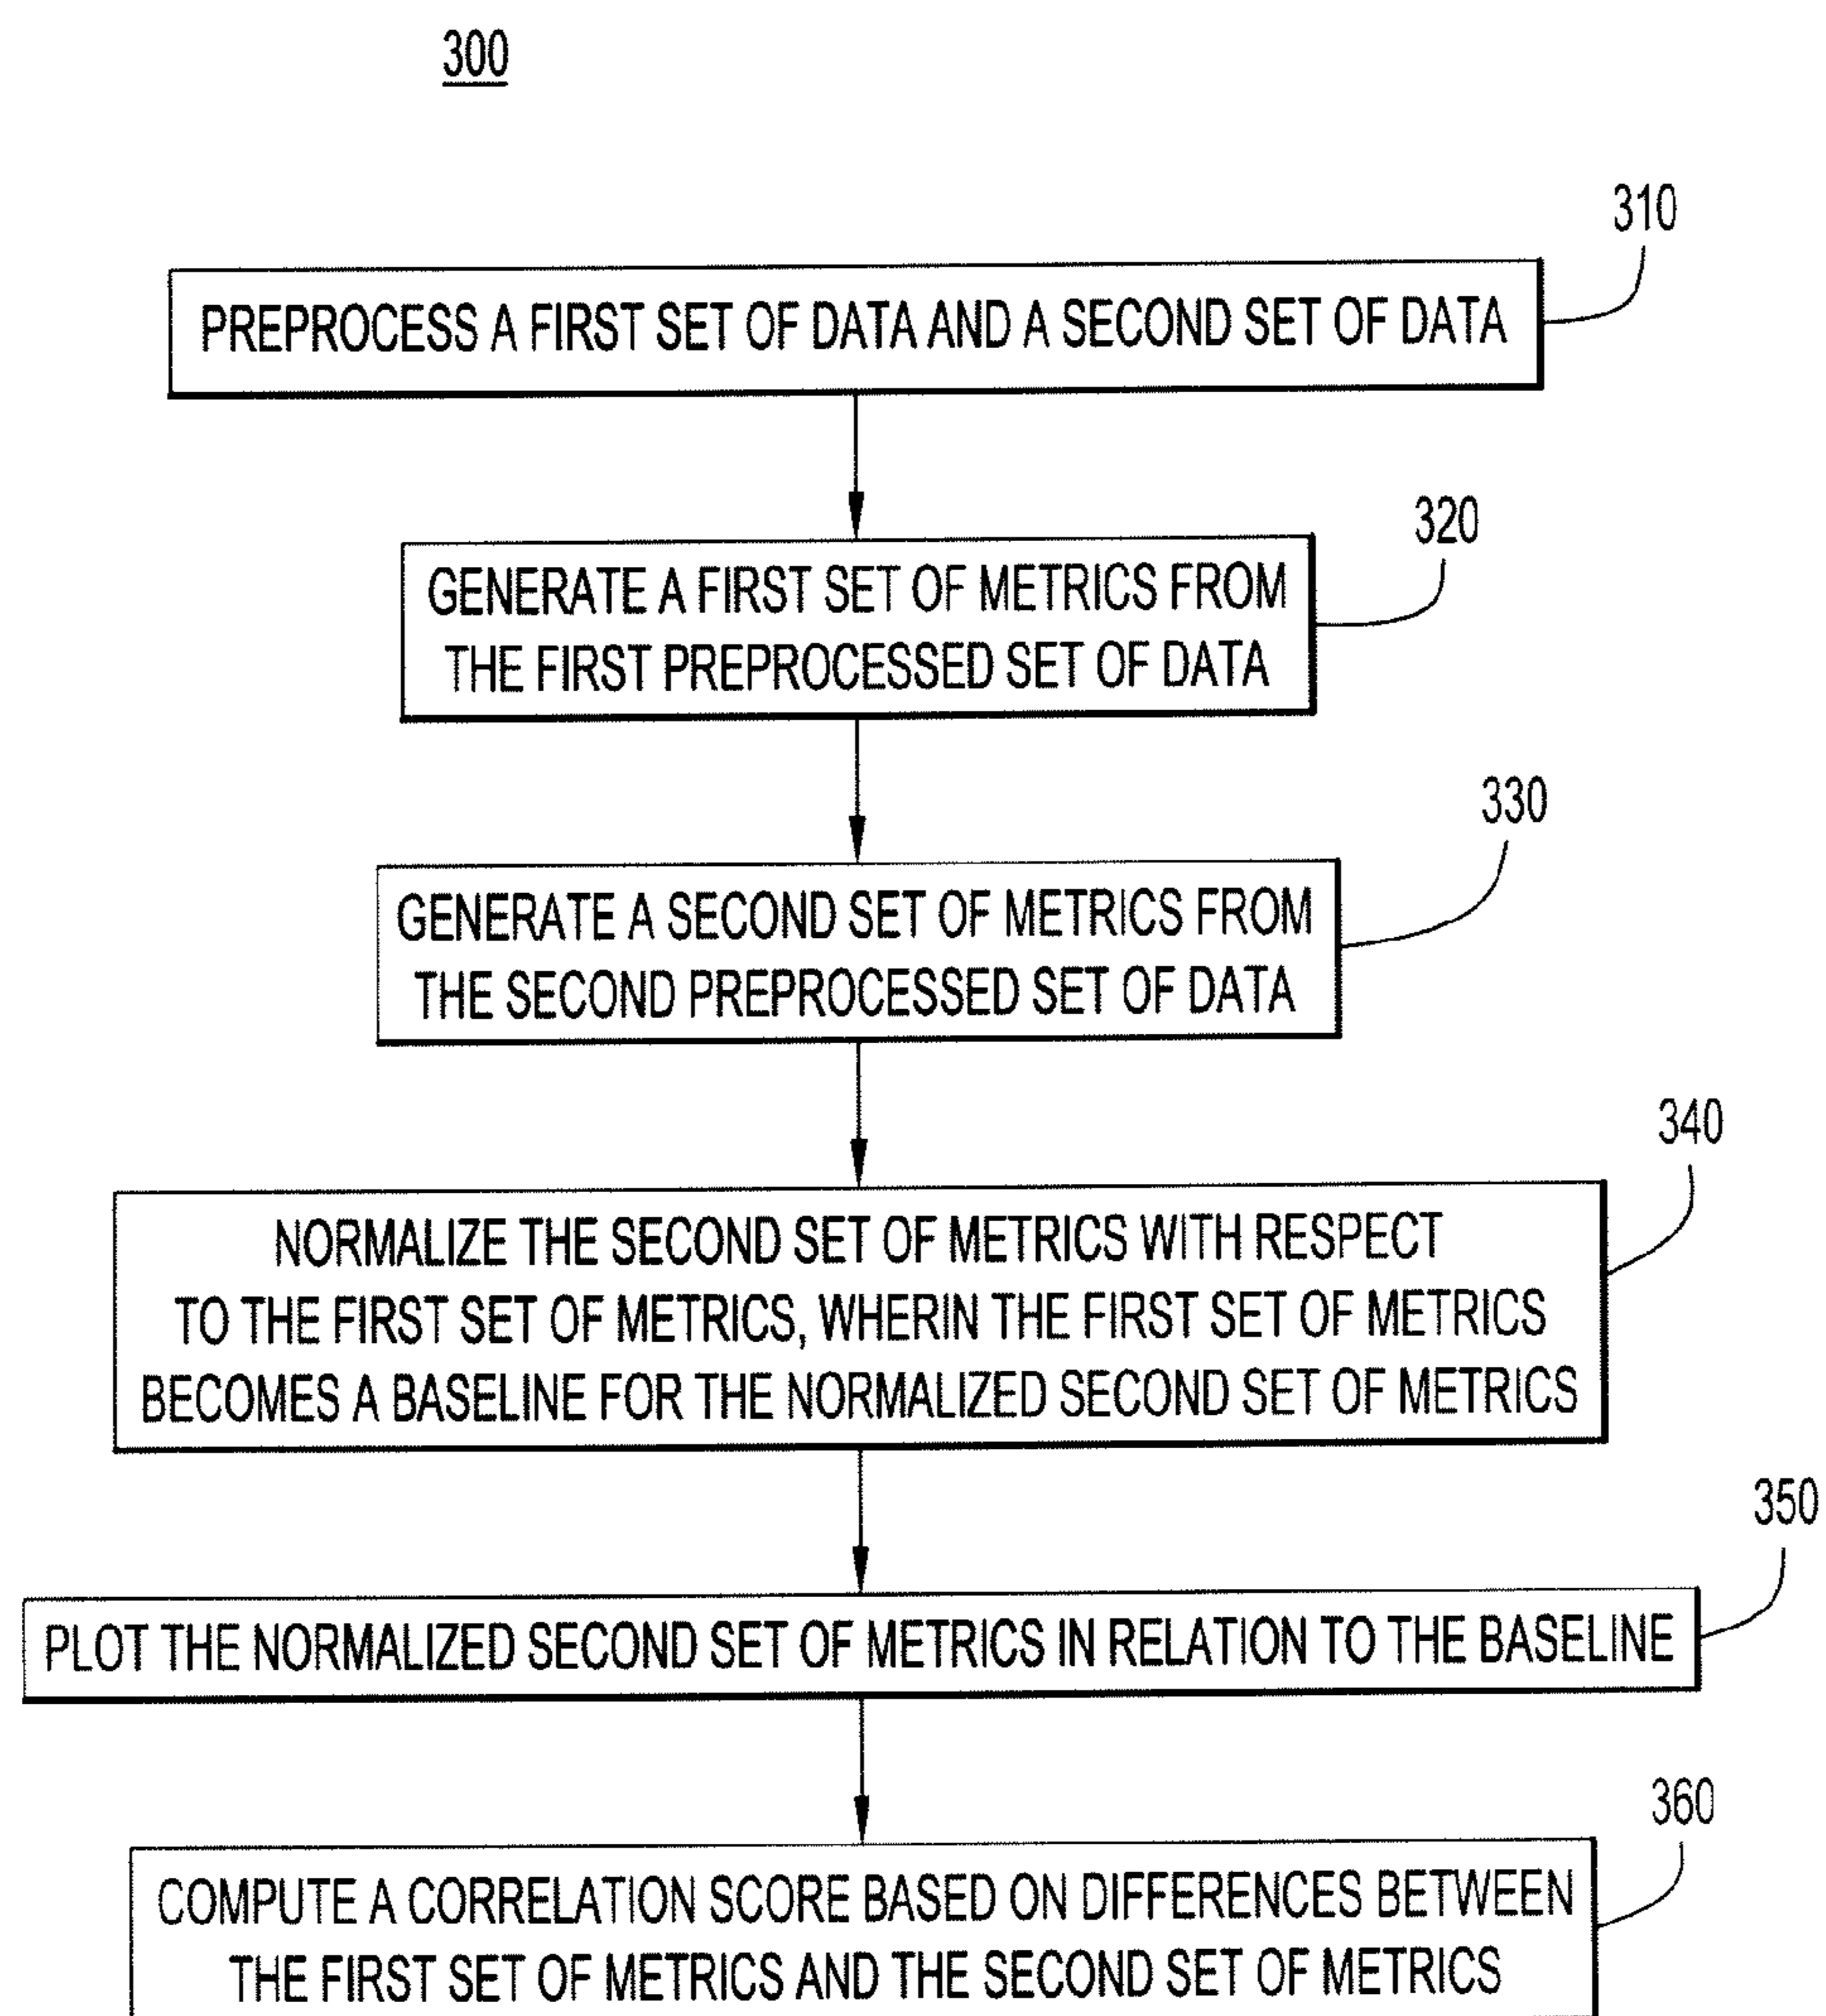 300
310
PREPROCESS A FIRST SET OF DATA AND A SECOND SET OF DATA
320
GENERATE A FIRST SET OF METRICS FROM
THE FIRST PREPROCESSED SET OF DATA
330
GENERATE A SECOND SET OF METRICS FROM
THE SECOND PREPROCESSED SET OF DATA
340
NORMALIZE THE SECOND SET OF METRICS WITH RESPECT
TO THE FIRST SET OF METRICS, WHERIN THE FIRST SET OF METRICS
BECOMES A BASELINE FOR THE NORMALIZED SECOND SET OF METRICS
350
PLOT THE NORMALIZED SECOND SET OF METRICS IN RELATION TO THE BASELINE
360
COMPUTE A CORRELATION SCORE BASED ON DIFFERENCES BETWEEN
THE FIRST SET OF METRICS AND THE SECOND SET OF METRICS